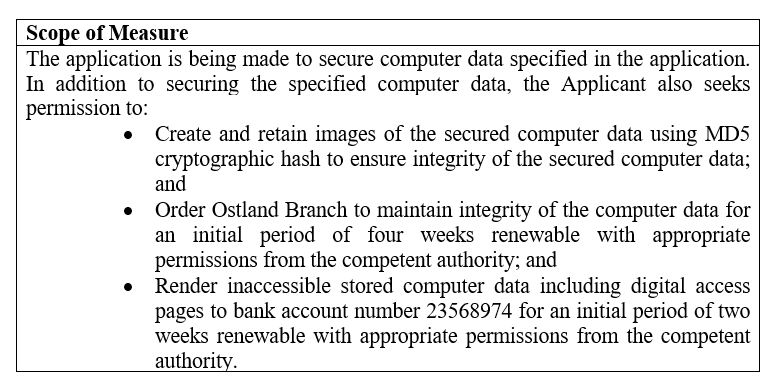 Scope of Measure
The application is being made to secure computer data specified in the application.
In addition to securing the specified computer data, the Applicant also seeks
permission to:
• Create and retain images of the secured computer data using MD5
cryptographic hash to ensure integrity of the secured computer data;
and
• Order Ostland Branch to maintain integrity of the computer data for
an initial period of four weeks renewable with appropriate
permissions from the competent authority; and
• Render inaccessible stored computer data including digital access
pages to bank account number 23568974 for an initial period of two
weeks renewable with appropriate permissions from the competent
authority.